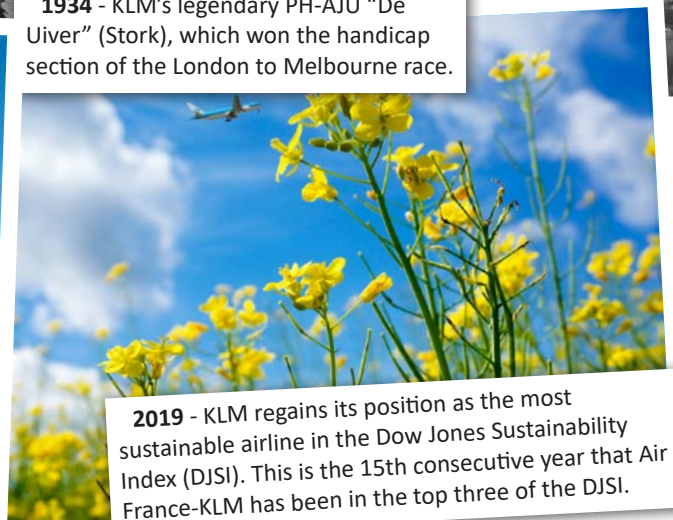 1934 - KLM's legendary PH-AJU “De
Uiver” (Stork), which won the handicap
section of the London to Melbourne race.
2019 - KLM regains its position as the most
sustainable airline in the Dow Jones Sustainability
Index (DJSI). This is the 15th consecutive year that Air
France-KLM has been in the top three of the DJSI.